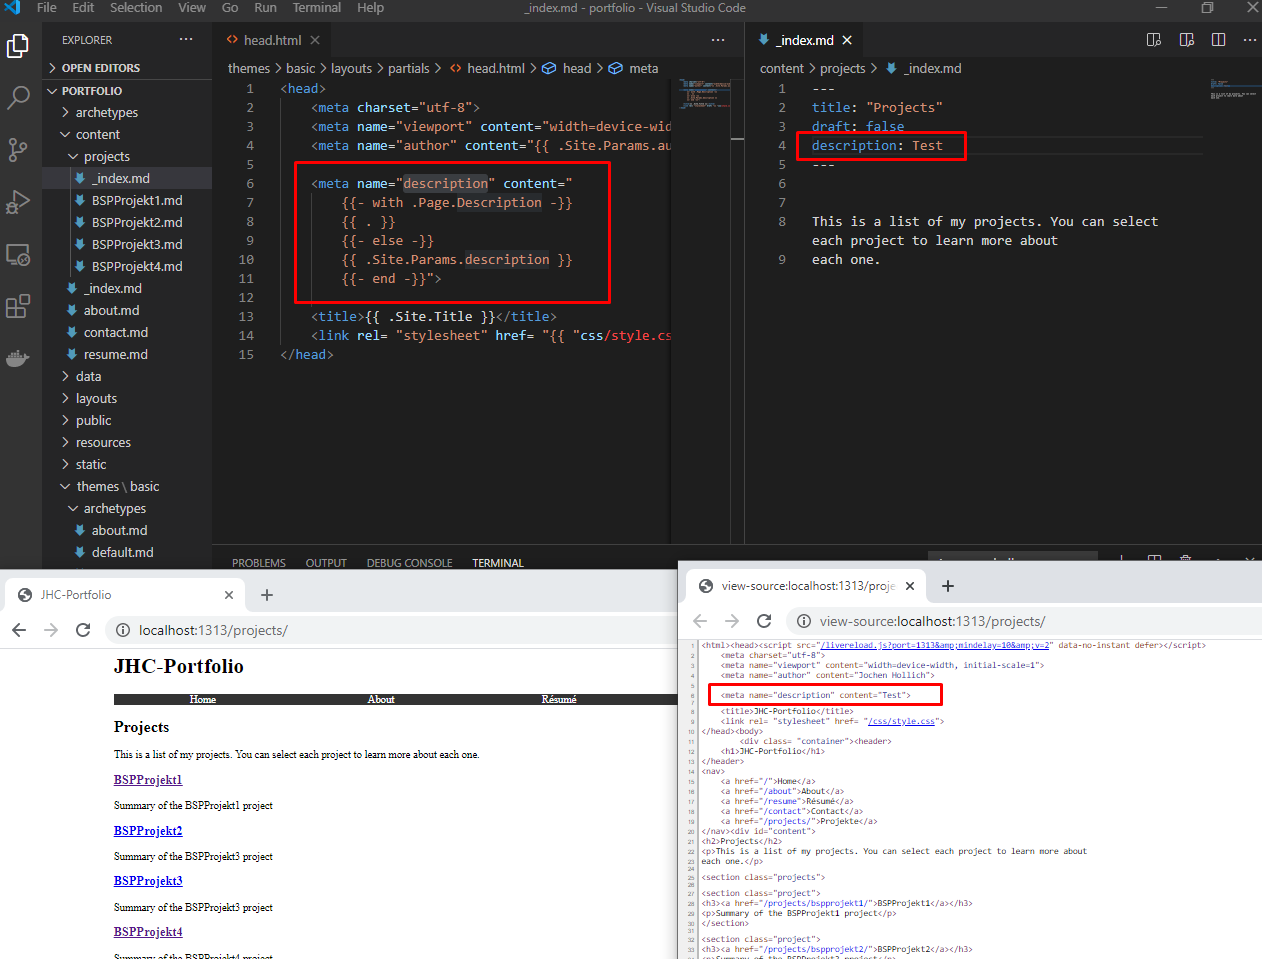 File Edit Selection View Go Run Terminal Help _index.md - portfolio - Visual Studio Code
EXPLORER
OPEN EDITORS
PORTFOLIO
archetypes
content
projects
_index.md
BSPProjekt1.md
BSPProjekt2.md
BSPProjekt3.md
BSPProjekt4.md
_index.md
about.md
contact.md
resume.md
data
layouts
public
resources
static
themes \ basic
archetypes
about.md
default.md
head.html
themes > basic > layouts > partials > head.html > head > meta
1 <head>
2 <meta charset="utf-8">
3 <meta name="viewport" content="width=device-wid
4 <meta name="author" content="{{ .Site.Params.au
5
6 <meta name="description" content="
7 {{- with .Page.Description -}}
8 {{ . }}
9 {{- else -}}
10 {{ .Site.Params.description }}
11 {{- end -}}">
12
13 <title>{{ .Site.Title }}</title>
14 <link rel= "stylesheet" href= "{{ "css/style.cs
15 </head>
_index.md
content > projects > _index.md
1 ---
2 title: "Projects"
3 draft: false
4 description: Test
5 ---
6
7
8 This is a list of my projects. You can select
each project to learn more about
9 each one.
PROBLEMS OUTPUT DEBUG CONSOLE TERMINAL
JHC-Portfolio
localhost:1313/projects/
JHC-Portfolio
Home About Résumé
Projects
This is a list of my projects. You can select each project to learn more about each one.
BSPProjekt1
Summary of the BSPProjekt1 project
BSPProjekt2
Summary of the BSPProjekt3 project
BSPProjekt3
Summary of the BSPProjekt3 project
BSPProjekt4
Summary of the BSPProjekt4 project
view-source:localhost:1313/proje
view-source:localhost:1313/projects/
1 <html><head><script src="/livereload.js?port=1313&amp;mindelay=10&amp;v=2" data-no-instant defer></script>
2 <meta charset="utf-8">
3 <meta name="viewport" content="width=device-width, initial-scale=1">
4 <meta name="author" content="Jochen Hollich">
5
6 <meta name="description" content="Test">
7
8 <title>JHC-Portfolio</title>
9 <link rel= "stylesheet" href= "/css/style.css">
10 </head><body>
11 <div class= "container"><header>
12 <h1>JHC-Portfolio</h1>
13 </header>
14 <nav>
15 <a href="/">Home</a>
16 <a href="/about">About</a>
17 <a href="/resume">Résumé</a>
18 <a href="/contact">Contact</a>
19 <a href="/projects/">Projekte</a>
20 </nav><div id="content">
21 <h2>Projects</h2>
22 <p>This is a list of my projects. You can select each project to learn more about
23 each one.</p>
24
25 <section class="projects">
26
27 <section class="project">
28 <h3><a href="/projects/bspprojekt1/">BSPProjekt1</a></h3>
29 <p>Summary of the BSPProjekt1 project</p>
30 </section>
31
32 <section class="project">
33 <h3><a href="/projects/bspprojekt2/">BSPProjekt2</a></h3>